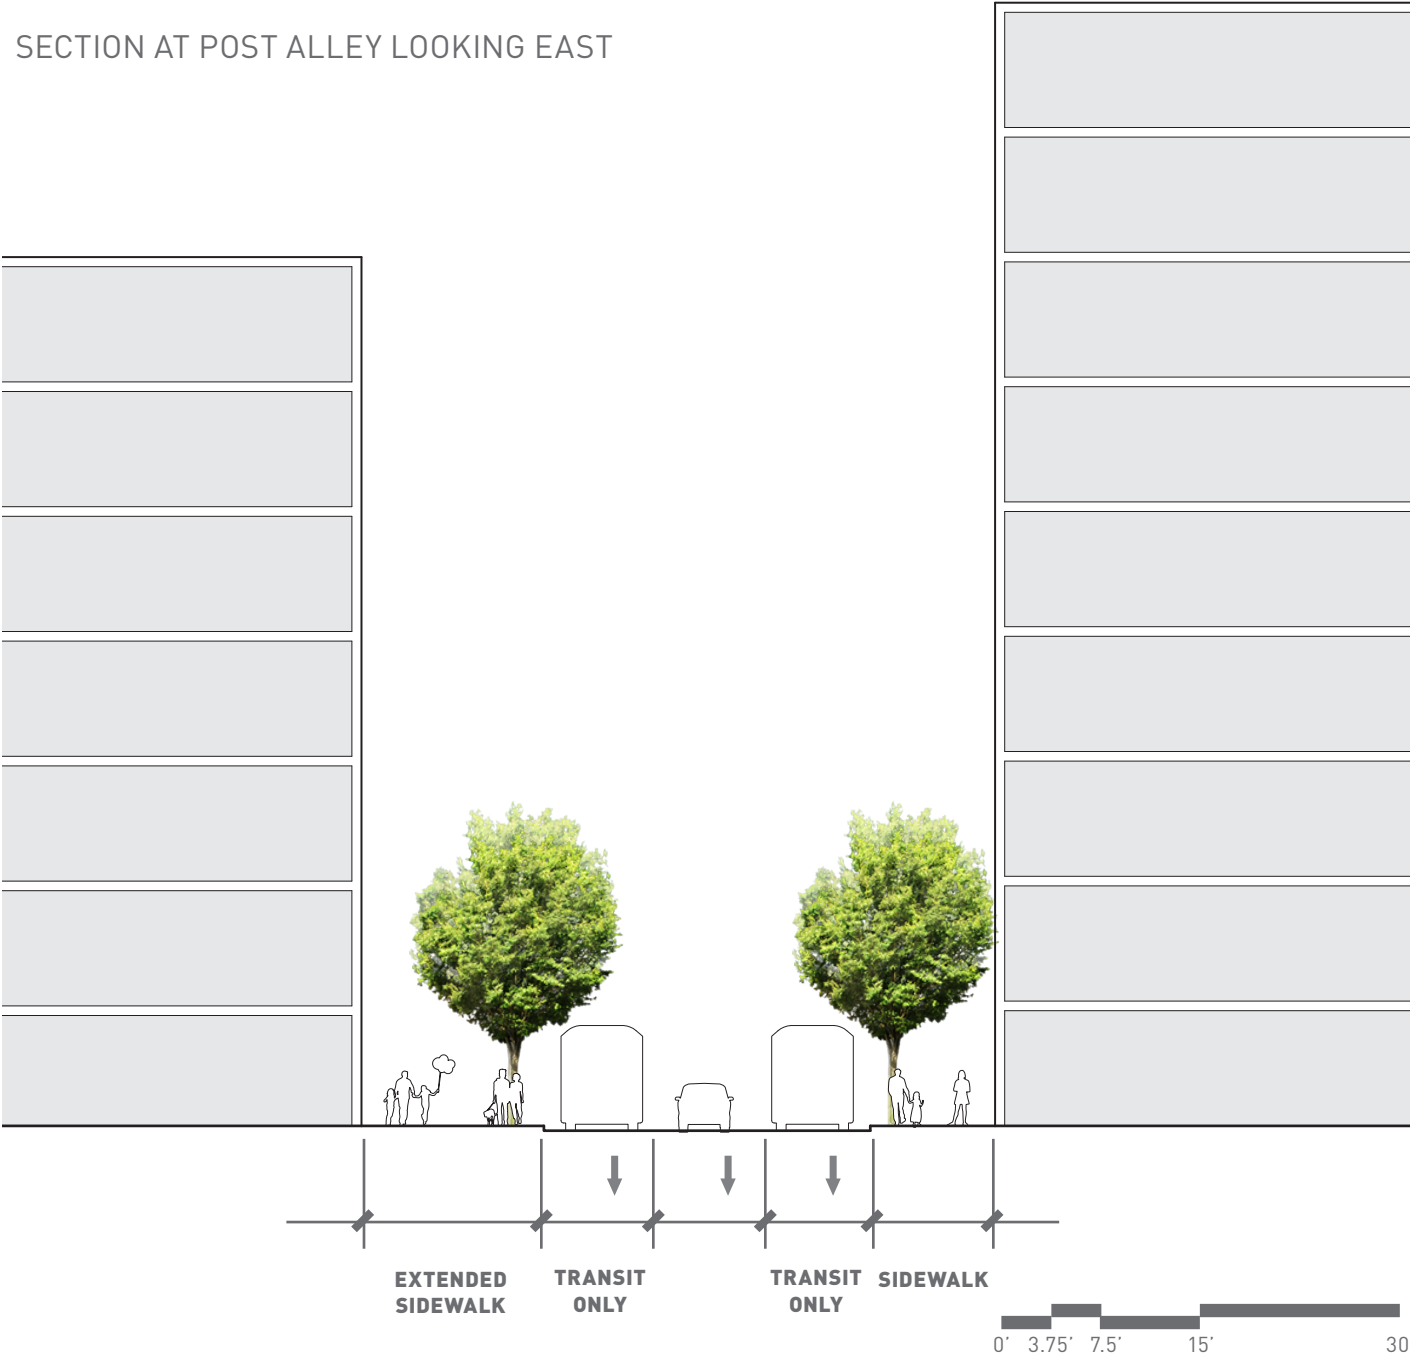 SECTION AT POST ALLEY LOOKING EAST
EXTENDED
SIDEWALK
TRANSIT
ONLY
TRANSIT
ONLY
SIDEWALK
0' 3.75' 7.5' 15' 30